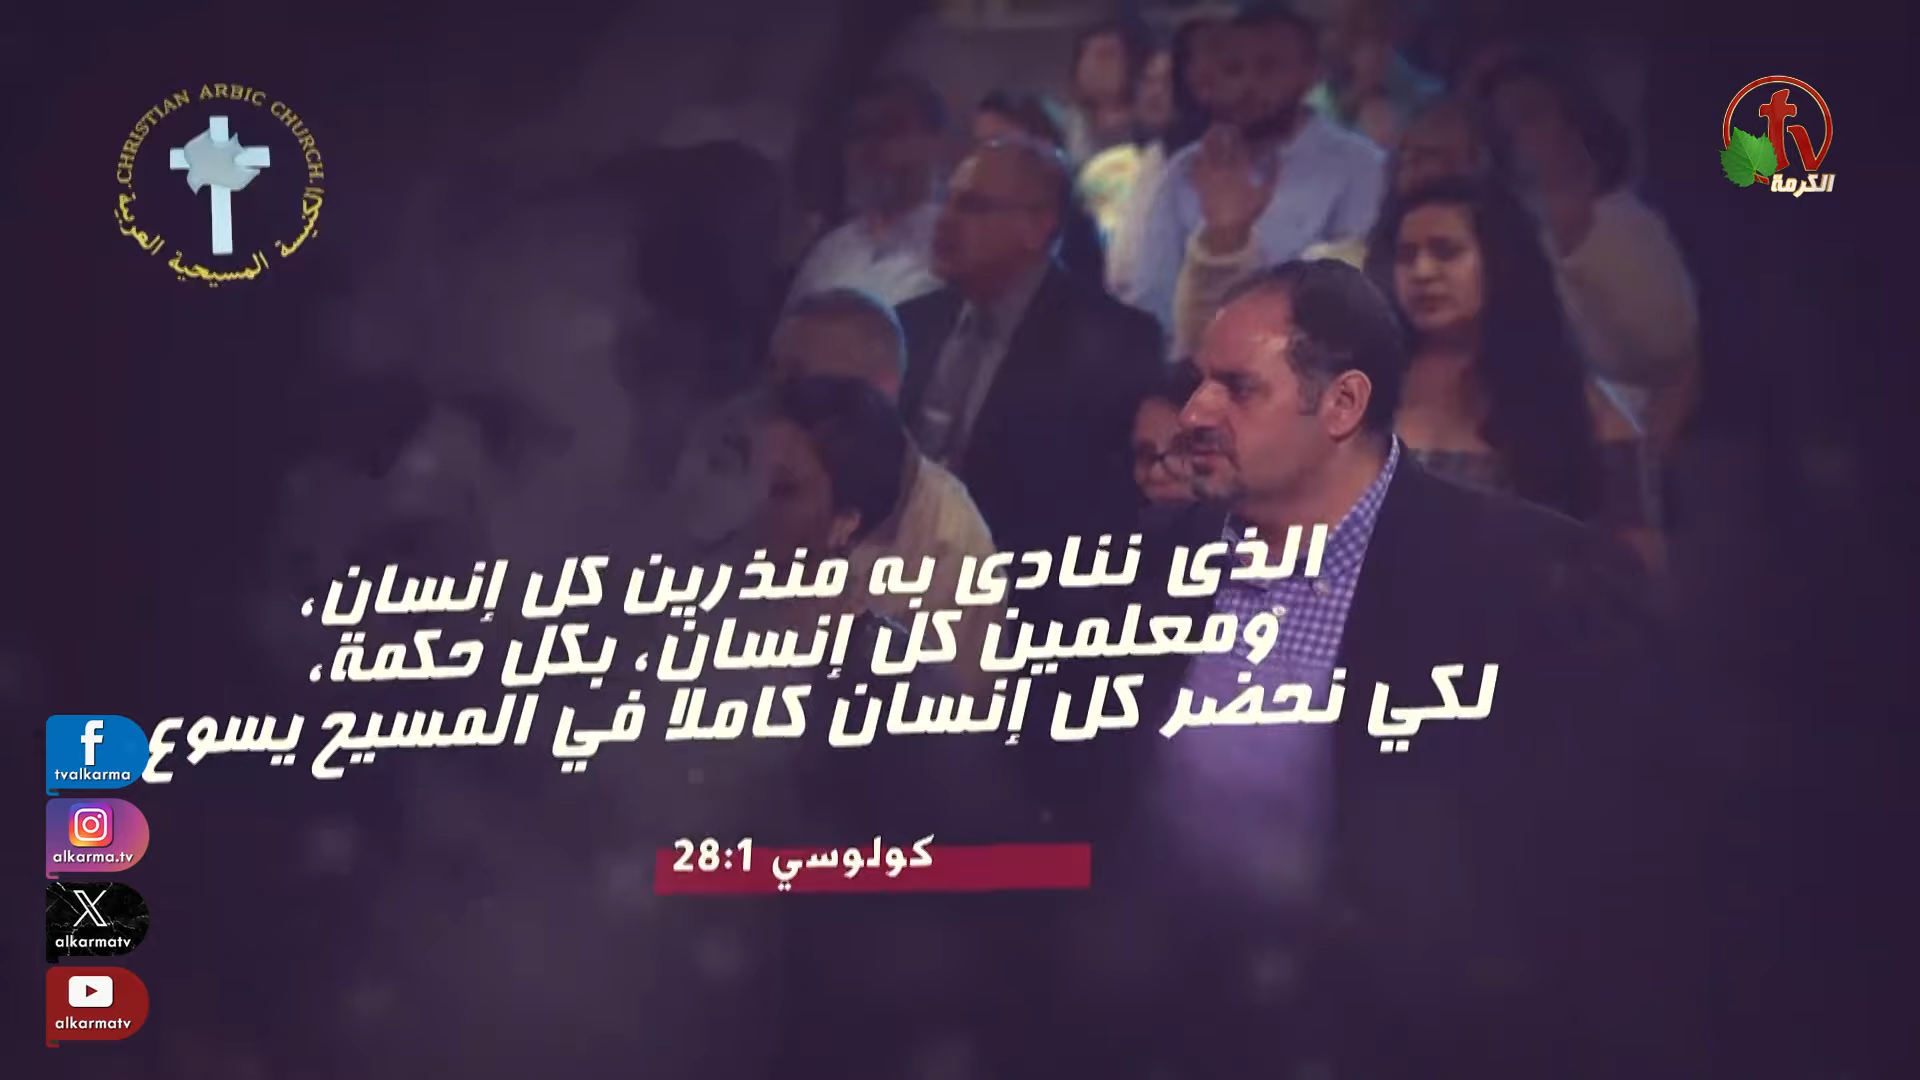 CHRISTIAN ARBIC CHURCH
الكنيسة المسيحية العربية
tv
الكرمة
الذى ننادى به منذرين كل إنسان،
ومعلمين كل إنسان، بكل حكمة،
لكي نحضر كل إنسان كاملا في المسيح يسوع
كولوسي 28:1
tvalkarma
alkarma.tv
alkarmatv
alkarmatv